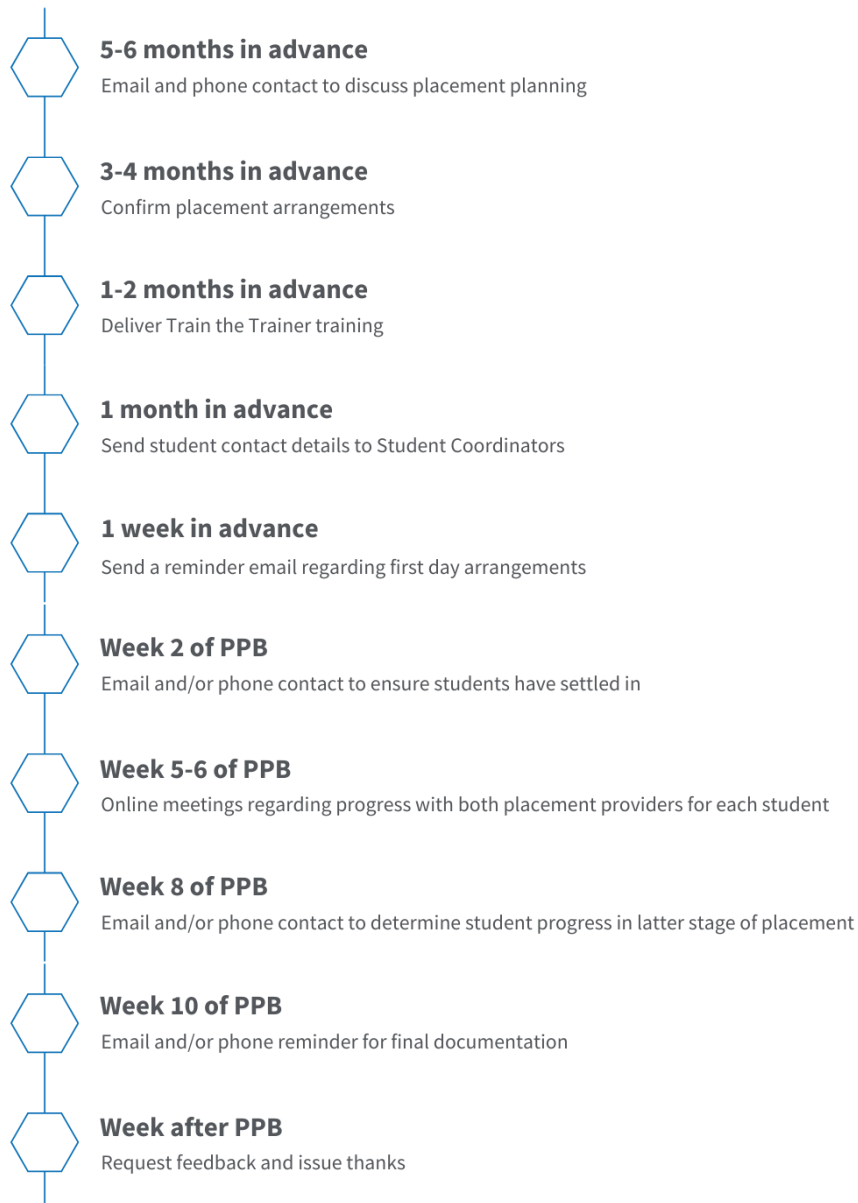 5-6 months in advance
Email and phone contact to discuss placement planning
3-4 months in advance
Confirm placement arrangements
1-2 months in advance
Deliver Train the Trainer training
1 month in advance
Send student contact details to Student Coordinators
1 week in advance
Send a reminder email regarding first day arrangements
Week 2 of PPB
Email and/or phone contact to ensure students have settled in
Week 5-6 of PPB
Online meetings regarding progress with both placement providers for each student
Week 8 of PPB
Email and/or phone contact to determine student progress in latter stage of placement
Week 10 of PPB
Email and/or phone reminder for final documentation
Week after PPB
Request feedback and issue thanks